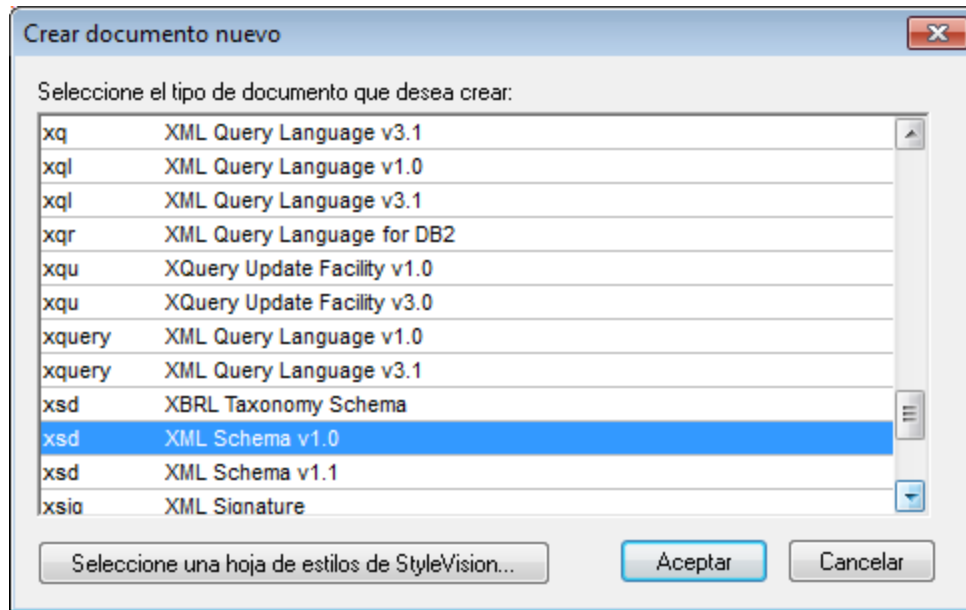 Crear documento nuevo
Seleccione el tipo de documento que desea crear:
xq XML Query Language v3.1
xql XML Query Language v1.0
xql XML Query Language v3.1
xqr XML Query Language for DB2
xqu XQuery Update Facility v1.0
xqu XQuery Update Facility v3.0
xquery XML Query Language v1.0
xquery XML Query Language v3.1
xsd XBRL Taxonomy Schema
xsd XML Schema v1.0
xsd XML Schema v1.1
xsig XML Signature
Seleccione una hoja de estilos de StyleVision... Aceptar Cancelar